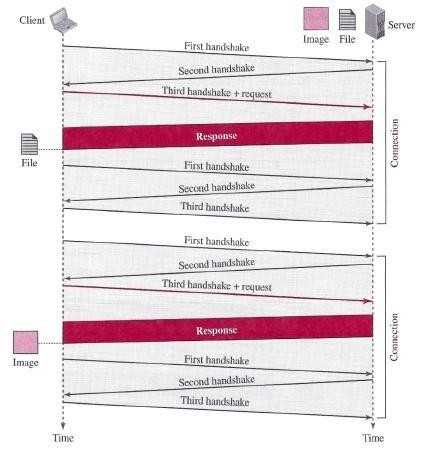 Client
Server
Image File
First handshake
Second handshake
Third handshake + request
Response
File
First handshake
Second handshake
Third handshake
Connection
First handshake
Second handshake
Third handshake + request
Response
Image
First handshake
Second handshake
Third handshake
Connection
Time
Time